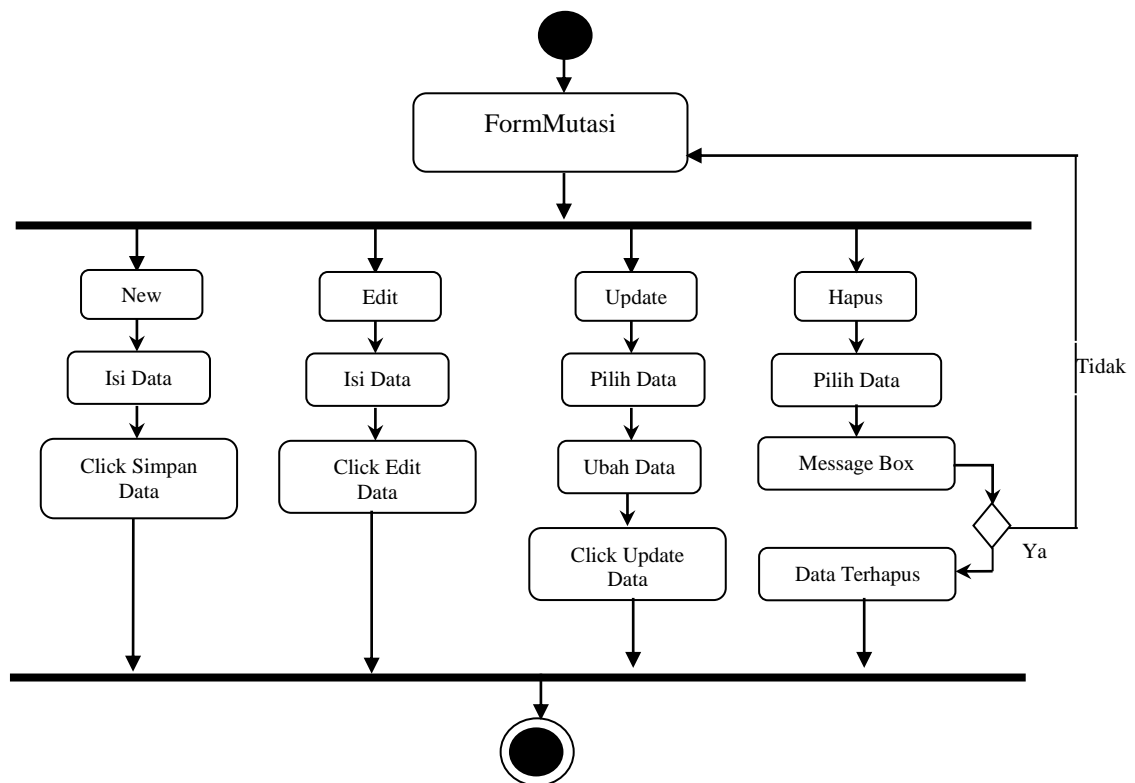 FormMutasi
New
Edit
Update
Hapus
Isi Data
Isi Data
Pilih Data
Pilih Data
Tidak
Click Simpan
Data
Click Edit
Data
Ubah Data
Message Box
Click Update
Data
Ya
Data Terhapus